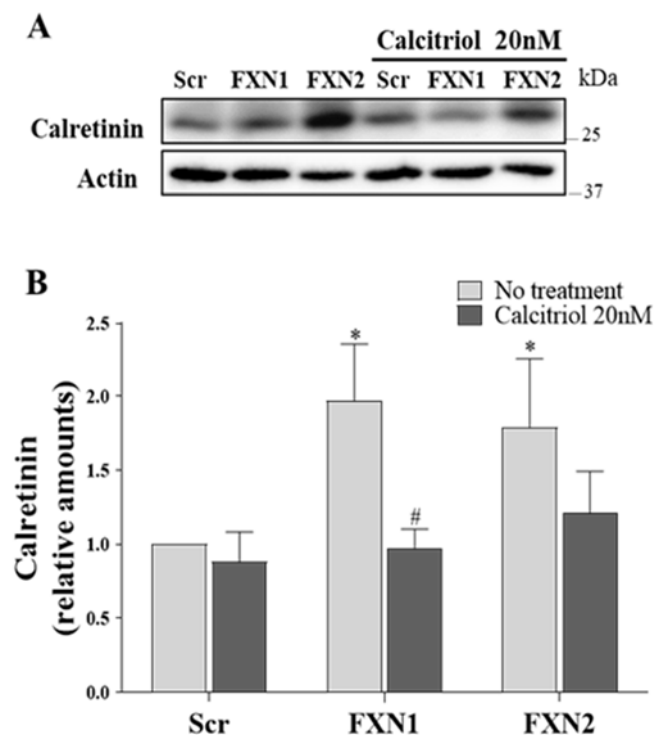 A
Calcitriol 20nM
Scr FXN1 FXN2 Scr FXN1 FXN2 kDa
Calretinin
25
Actin
37
B
No treatment
Calcitriol 20nM
Calretinin
(relative amounts)
2.5
2.0
1.5
1.0
0.5
0.0
*
#
*
Scr FXN1 FXN2